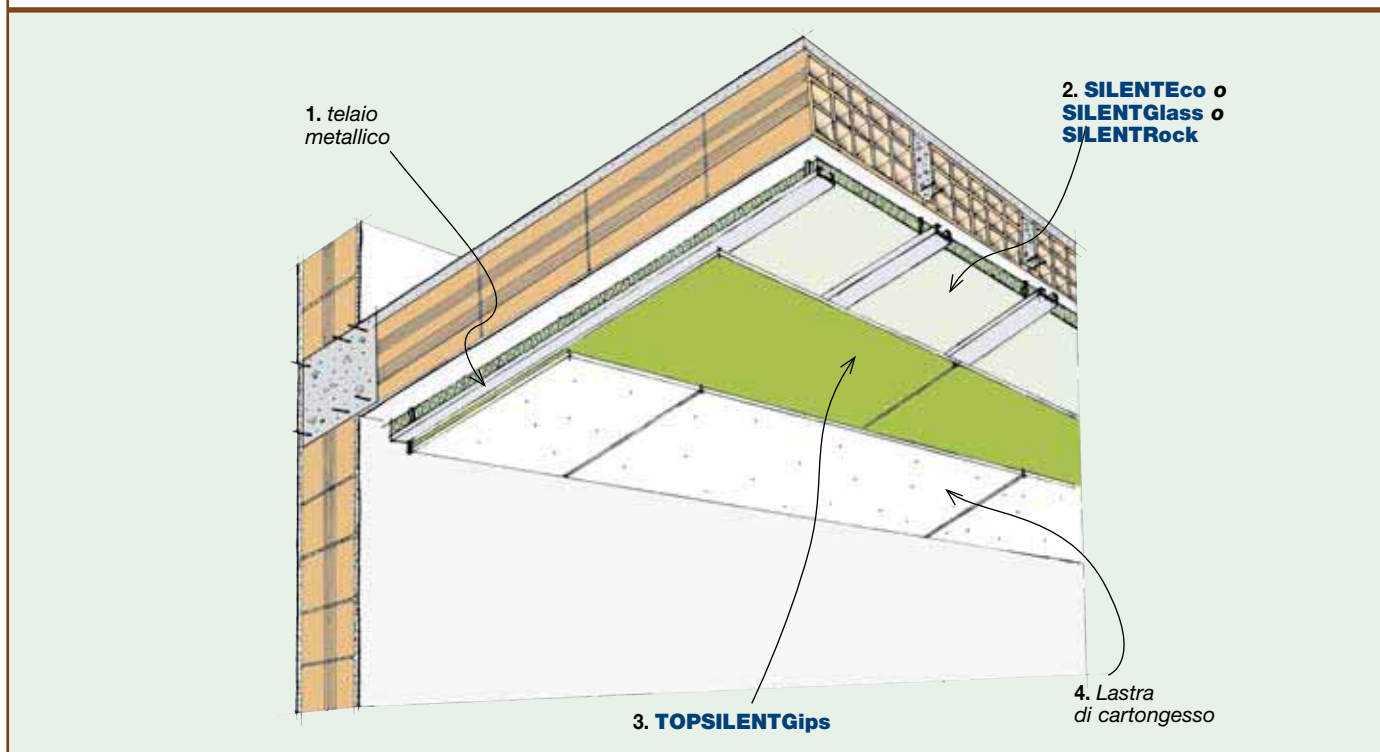 1. telaio
metallico
2. SILENTEco o
SILENTGlass o
SILENTRock
3. TOPSILENTGips
4. Lastra
di cartongesso